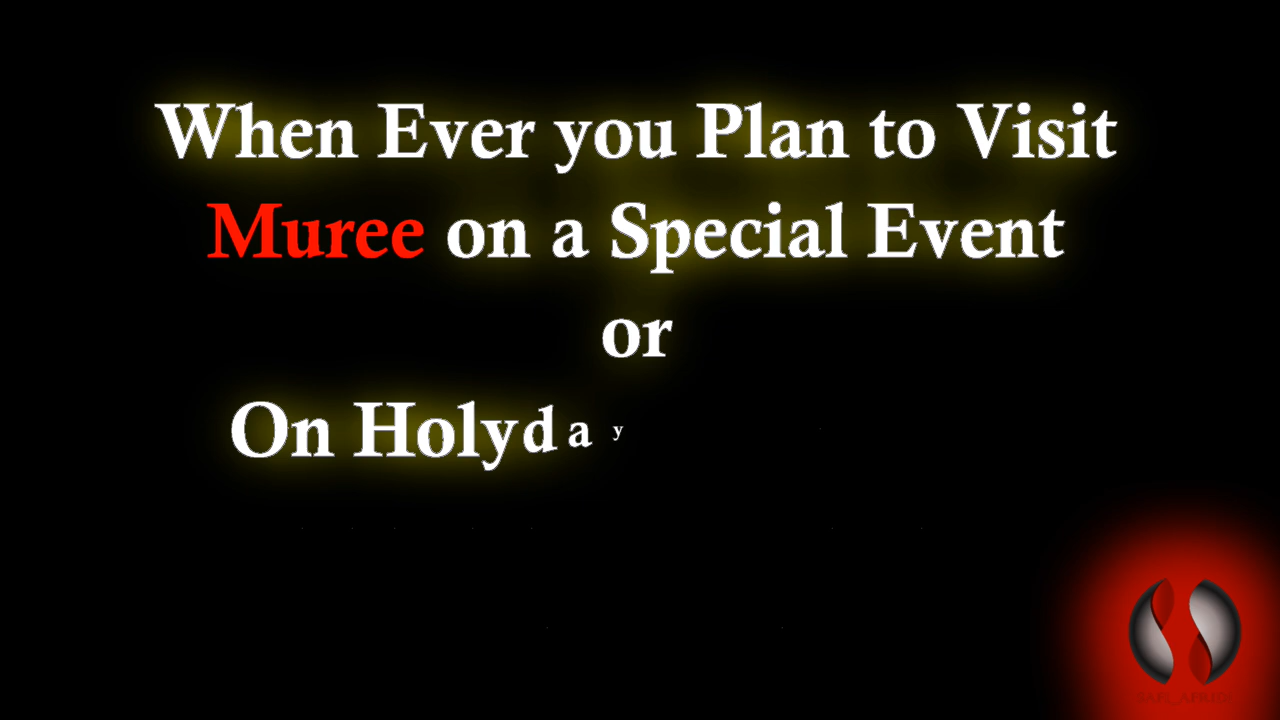 When Ever you Plan to Visit
Muree on a Special Event
or
On Holyday